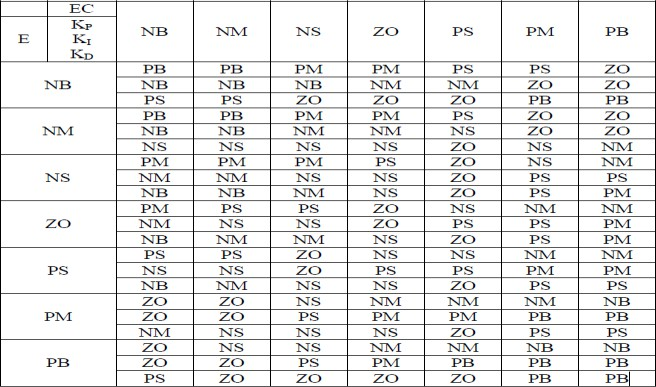 EC
E K_P K_I K_D NB NM NS ZO PS PM PB
NB
PB PB PM PM PS PS ZO
NB NB NB NM NM ZO ZO
PS PS ZO ZO ZO PB PB
NM
PB PB PM PM PS ZO ZO
NB NB NM NM NS ZO ZO
NS NS NS NS ZO NS NM
NS
PM PM PM PS ZO NS NM
NM NM NS NS ZO PS PS
NB NB NM NS ZO PS PM
ZO
PM PS PS ZO NS NM NM
NM NS NS ZO PS PS PM
NB NM NM NS ZO PS PM
PS
PS PS ZO NS NS NM NM
NS NS ZO PS PS PM PM
NB NM NS NS ZO PS PS
PM
ZO ZO NS NM NM NM NB
ZO ZO PS PM PM PB PB
NM NS NS NS ZO PS PS
PB
ZO NS NS NM NM NB NB
ZO ZO PS PM PB PB PB
PS ZO ZO ZO ZO PB PB